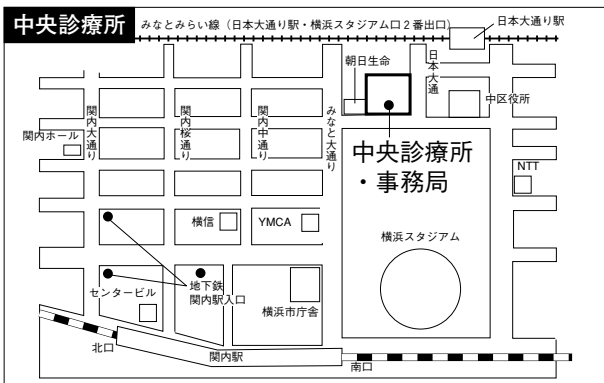 中央診療所
みなとみらい線（日本大通り駅・横浜スタジアム口２番出口）
日本大通り駅
朝日生命
日本大通
中区役所
関内ホール
関内大通り
関内桜通り
関内中通り
みなと大通り
中央診療所
・事務局
NTT
横信
YMCA
横浜スタジアム
地下鉄
関内駅入口
センタービル
横浜市庁舎
北口
関内駅
南口